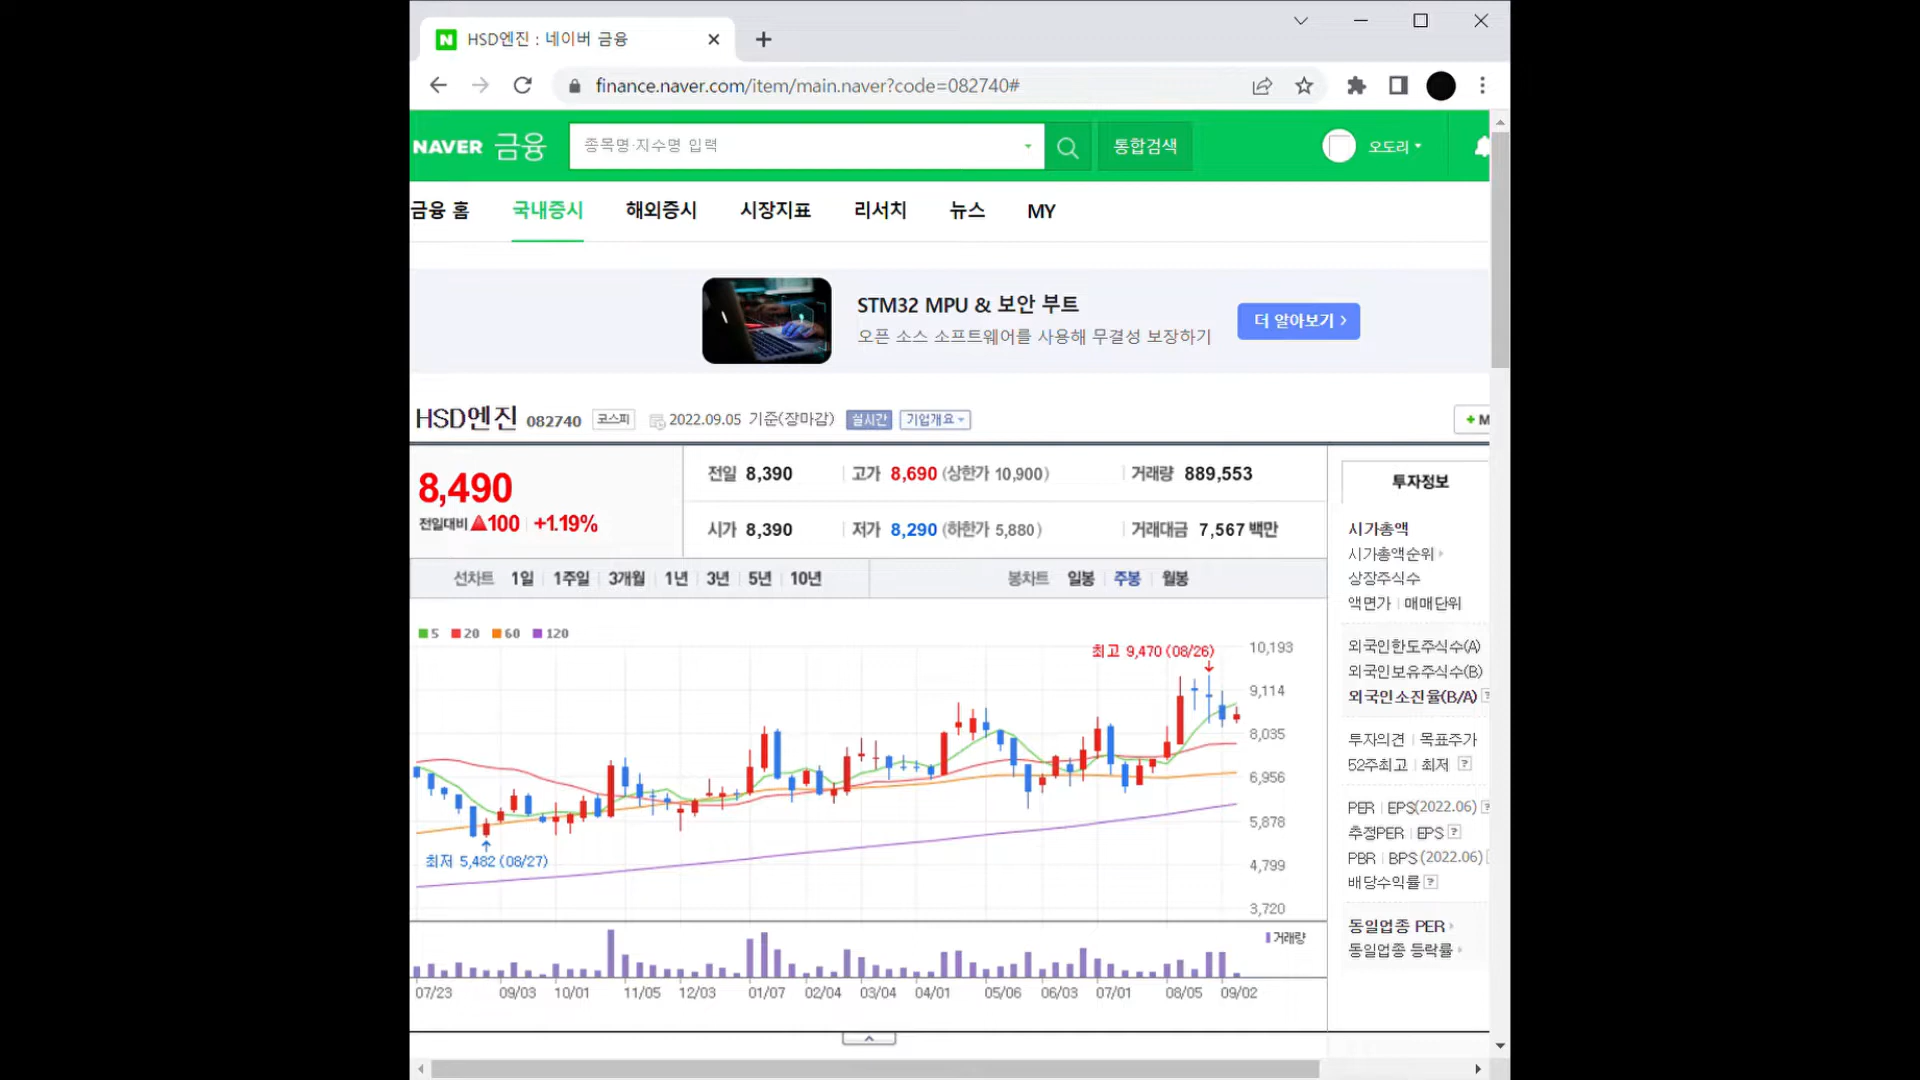 HSD엔진 : 네이버 금융
finance.naver.com/item/main.naver?code=082740#
NAVER 금융 종목명·지수명 입력 통합검색 오도리
금융 홈 국내증시 해외증시 시장지표 리서치 뉴스 MY
STM32 MPU & 보안 부트
오픈 소스 소프트웨어를 사용해 무결성 보장하기
더 알아보기 >
HSD엔진 082740 코스피 2022.09.05 기준(장마감) 실시간 기업개요
+ M
8,490
전일대비 ▲100 +1.19%
전일 8,390 고가 8,690 (상한가 10,900) 거래량 889,553
시가 8,390 저가 8,290 (하한가 5,880) 거래대금 7,567 백만
선차트 1일 1주일 3개월 1년 3년 5년 10년 봉차트 일봉 주봉 월봉
5 20 60 120
최고 9,470 (08/26)
최저 5,482 (08/27)
10,193
9,114
8,035
6,956
5,878
4,799
3,720
거래량
07/23 09/03 10/01 11/05 12/03 01/07 02/04 03/04 04/01 05/06 06/03 07/01 08/05 09/02
투자정보
시가총액
시가총액순위
상장주식수
액면가 매매단위
외국인한도주식수(A)
외국인보유주식수(B)
외국인소진율(B/A) ?
투자의견 목표주가
52주최고 최저 ?
PER EPS(2022.06) ?
추정PER EPS ?
PBR BPS (2022.06)
배당수익률 ?
동일업종 PER
동일업종 등락률